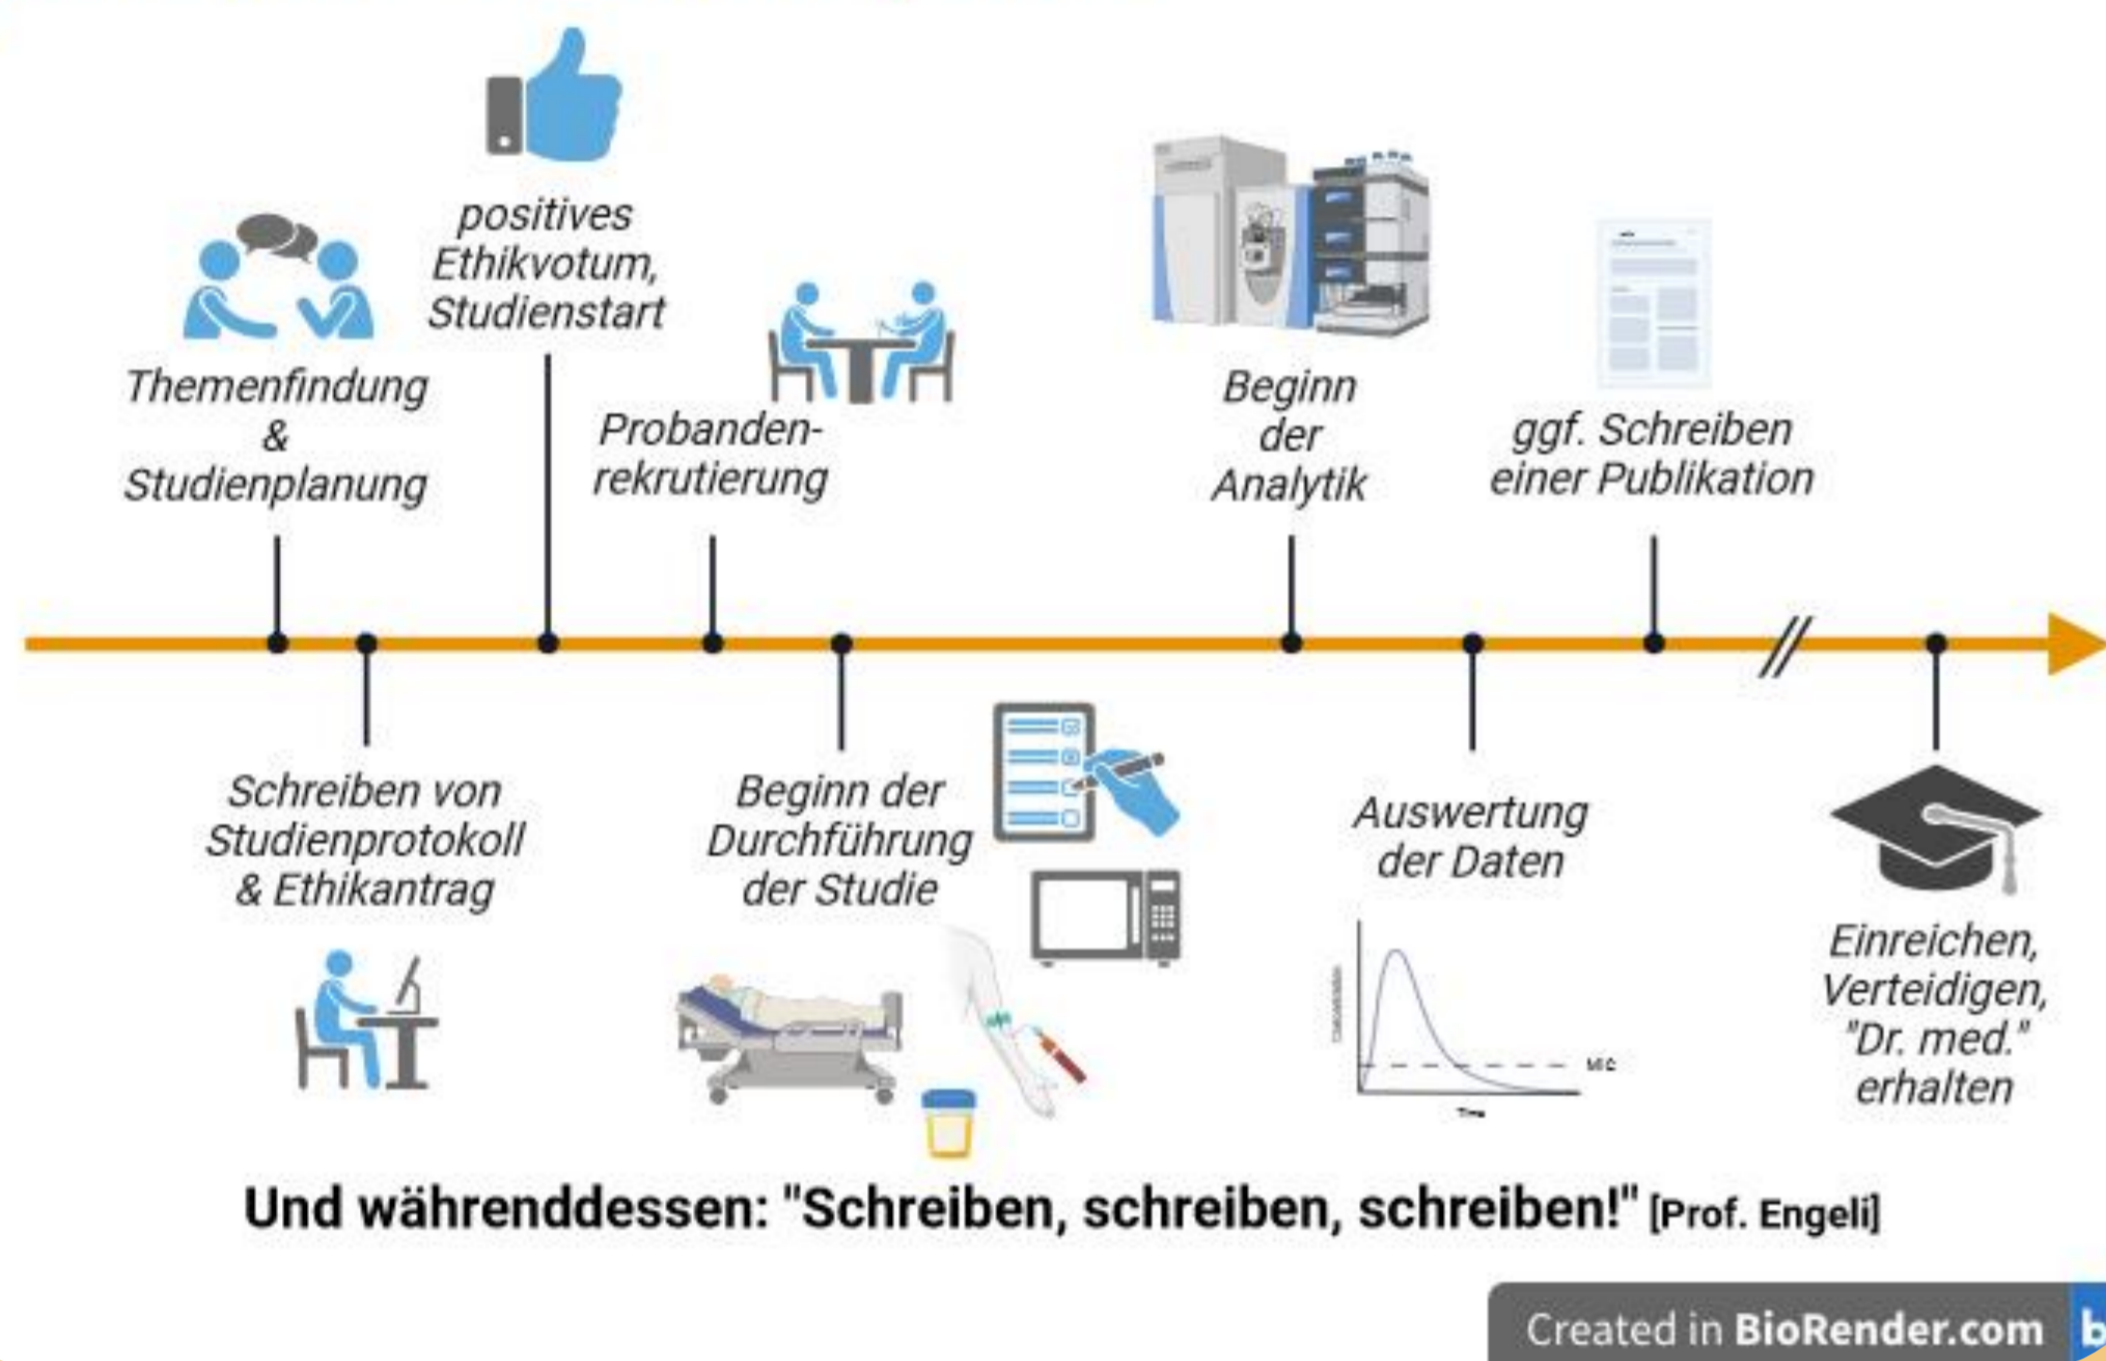 positives
Ethikvotum,
Studienstart
Themenfindung
&
Studienplanung
Probanden-
rekrutierung
Beginn
der
Analytik
ggf. Schreiben
einer Publikation
Schreiben von
Studienprotokoll
& Ethikantrag
Beginn der
Durchführung
der Studie
Auswertung
der Daten
MIC
Time
Einreichen,
Verteidigen,
"Dr. med."
erhalten
Und währenddessen: "Schreiben, schreiben, schreiben!" [Prof. Engeli]
Created in BioRender.com